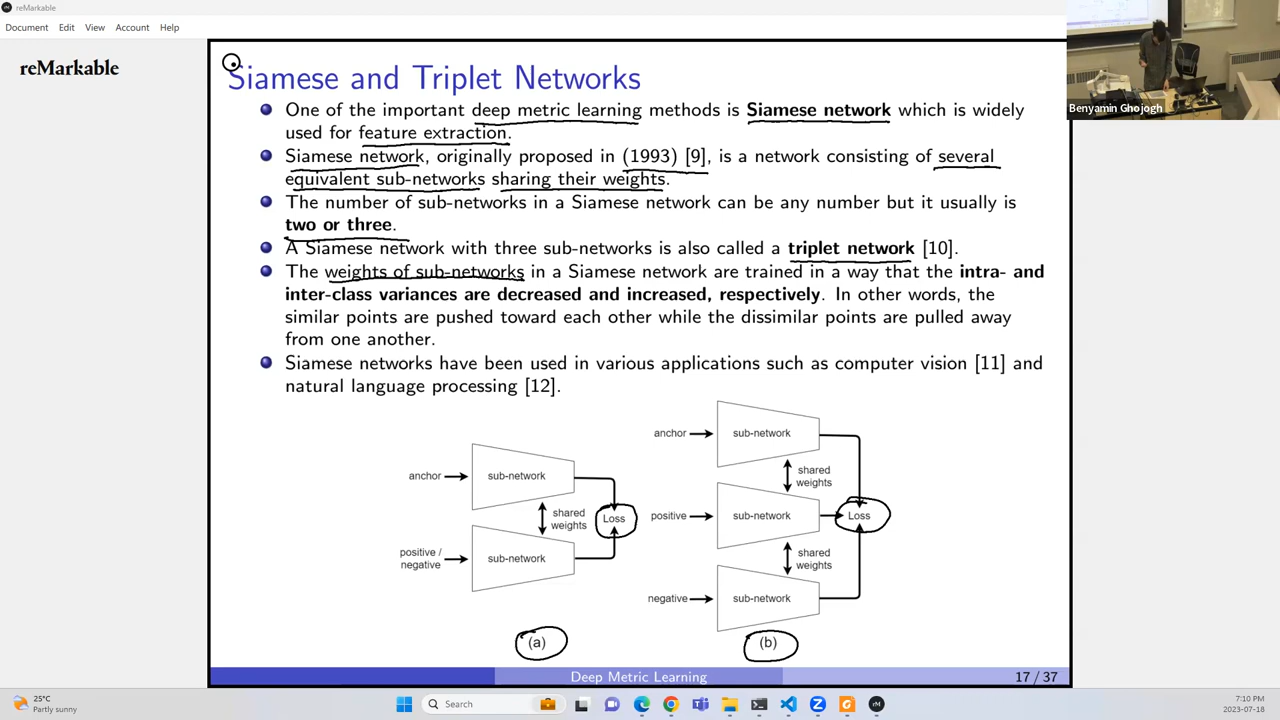 reMarkable
Document Edit View Account Help
reMarkable
Benyamin Ghojogh
Siamese and Triplet Networks
One of the important deep metric learning methods is Siamese network which is widely
used for feature extraction.
Siamese network, originally proposed in (1993) [9], is a network consisting of several
equivalent sub-networks sharing their weights.
The number of sub-networks in a Siamese network can be any number but it usually is
two or three.
A Siamese network with three sub-networks is also called a triplet network [10].
The weights of sub-networks in a Siamese network are trained in a way that the intra- and
inter-class variances are decreased and increased, respectively. In other words, the
similar points are pushed toward each other while the dissimilar points are pulled away
from one another.
Siamese networks have been used in various applications such as computer vision [11] and
natural language processing [12].
anchor
sub-network
shared
weights
Loss
positive /
negative
sub-network
(a)
anchor
sub-network
shared
weights
positive
sub-network
Loss
shared
weights
negative
sub-network
(b)
Deep Metric Learning
17 / 37
25°C
Partly sunny
Search
7:10 PM
2023-07-18